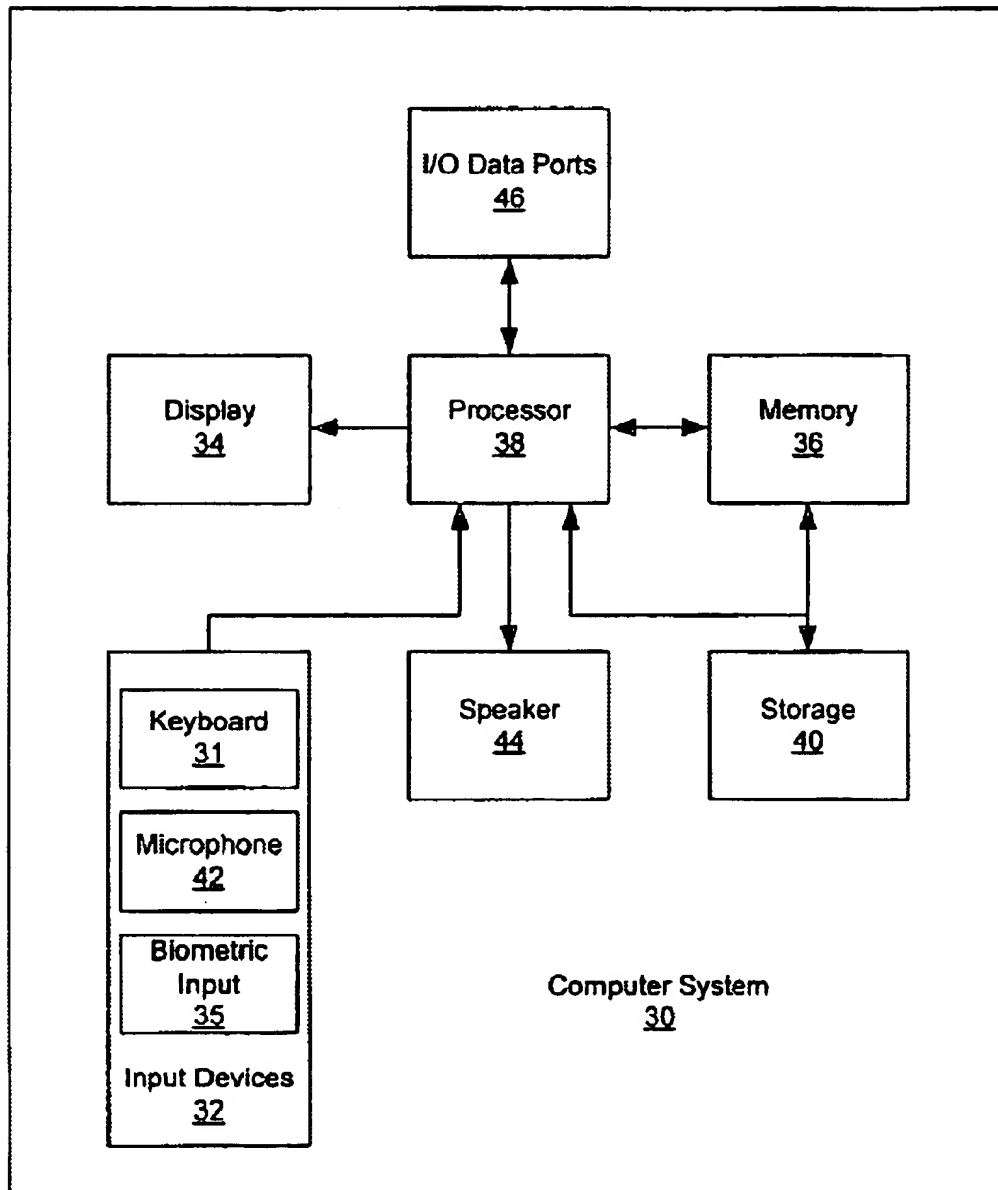 I/O Data Ports
46
Display
34
Processor
38
Memory
36
Keyboard
31
Microphone
42
Biometric
Input
35
Input Devices
32
Speaker
44
Storage
40
Computer System
30